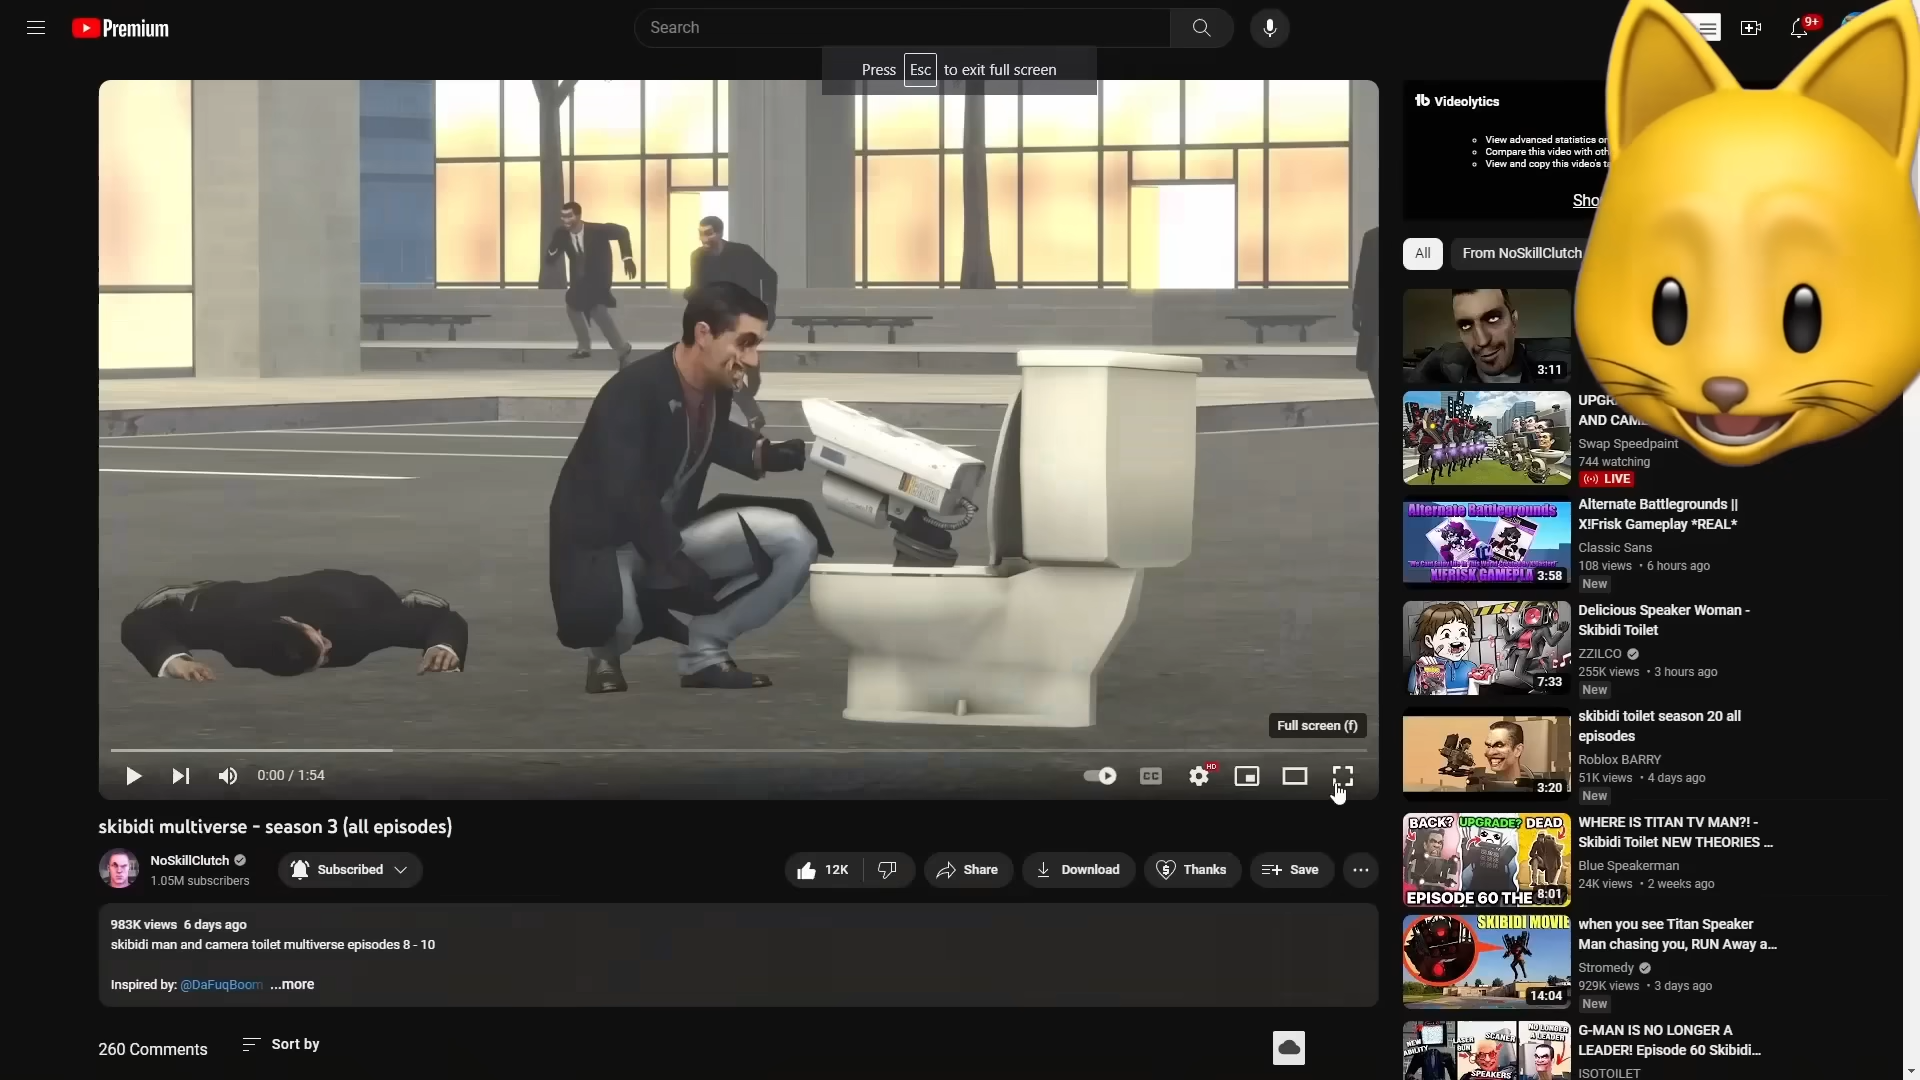 Premium
Search
9+
Press Esc to exit full screen
Videolytics
View advanced statistics
Compare this video with
View and copy this video's
All
From NoSkillClutch
3:11
AND
Swap Speedpaint
744 watching
LIVE
Alternate Battlegrounds
3:58
Alternate Battlegrounds ||
X!Frisk Gameplay *REAL*
Classic Sans
108 views • 6 hours ago
New
7:33
Delicious Speaker Woman -
Skibidi Toilet
ZZILCO
255K views • 3 hours ago
New
3:20
skibidi toilet season 20 all
episodes
Roblox BARRY
51K views • 4 days ago
New
BACK? UPGRADE? DEAD
EPISODE 60 THE
8:01
WHERE IS TITAN TV MAN?! -
Skibidi Toilet NEW THEORIES ...
Blue Speakerman
24K views • 2 weeks ago
SKIBIDI MOVIE
14:04
when you see Titan Speaker
Man chasing you, RUN Away a...
Stromedy
929K views • 3 days ago
New
NEW ABILITY
NO LONGER A LEADER
SPEAKERS
G-MAN IS NO LONGER A
LEADER! Episode 60 Skibidi...
ISOTOILET
Full screen (f)
0:00 / 1:54
CC
HD
skibidi multiverse - season 3 (all episodes)
NoSkillClutch
1.05M subscribers
Subscribed
12K
Share
Download
Thanks
Save
983K views 6 days ago
skibidi man and camera toilet multiverse episodes 8 - 10
Inspired by: @DaFuqBoom ...more
260 Comments
Sort by